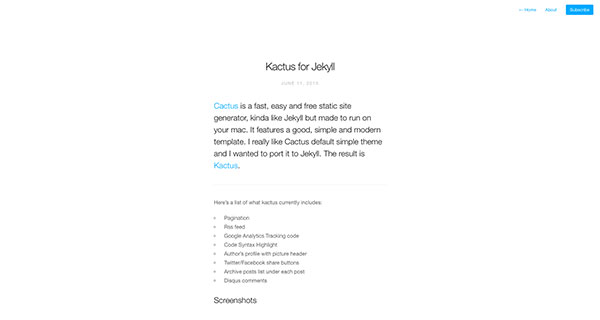 ← Home About Subscribe
Kactus for Jekyll
JUNE 11, 2014
Cactus is a fast, easy and free static site
generator, kinda like Jekyll but made to run on
your mac. It features a good, simple and modern
template. I really like Cactus default simple theme
and I wanted to port it to Jekyll. The result is
Kactus.
Here's a list of what kactus currently includes:
Pagination
Rss feed
Google Analytics Tracking code
Code Syntax Highlight
Author's profile with picture header
Twitter/Facebook share buttons
Archive posts list under each post
Disqus comments
Screenshots